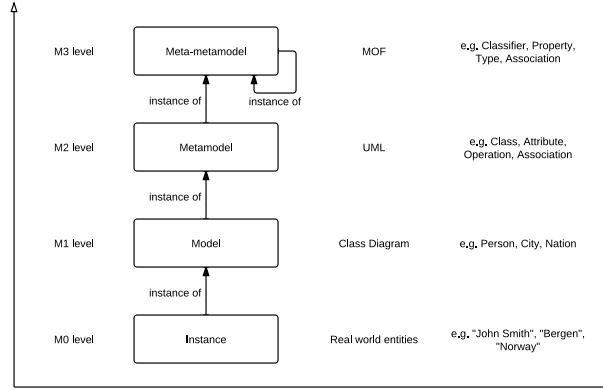 M3 level Meta-metamodel MOF e.g. Classifier, Property,
Type, Association
instance of instance of
M2 level Metamodel UML e.g. Class, Attribute,
Operation, Association
instance of
M1 level Model Class Diagram e.g. Person, City, Nation
instance of
M0 level Instance Real world entities e.g. "John Smith", "Bergen",
"Norway"